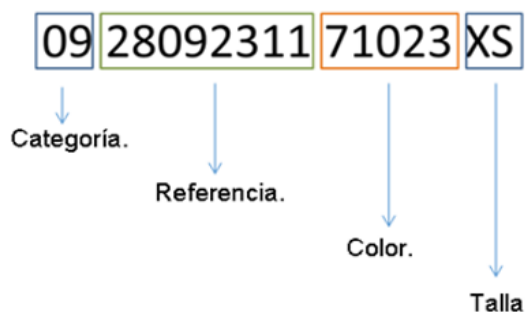 09 28092311 71023 XS
Categoría.
Referencia.
Color.
Talla